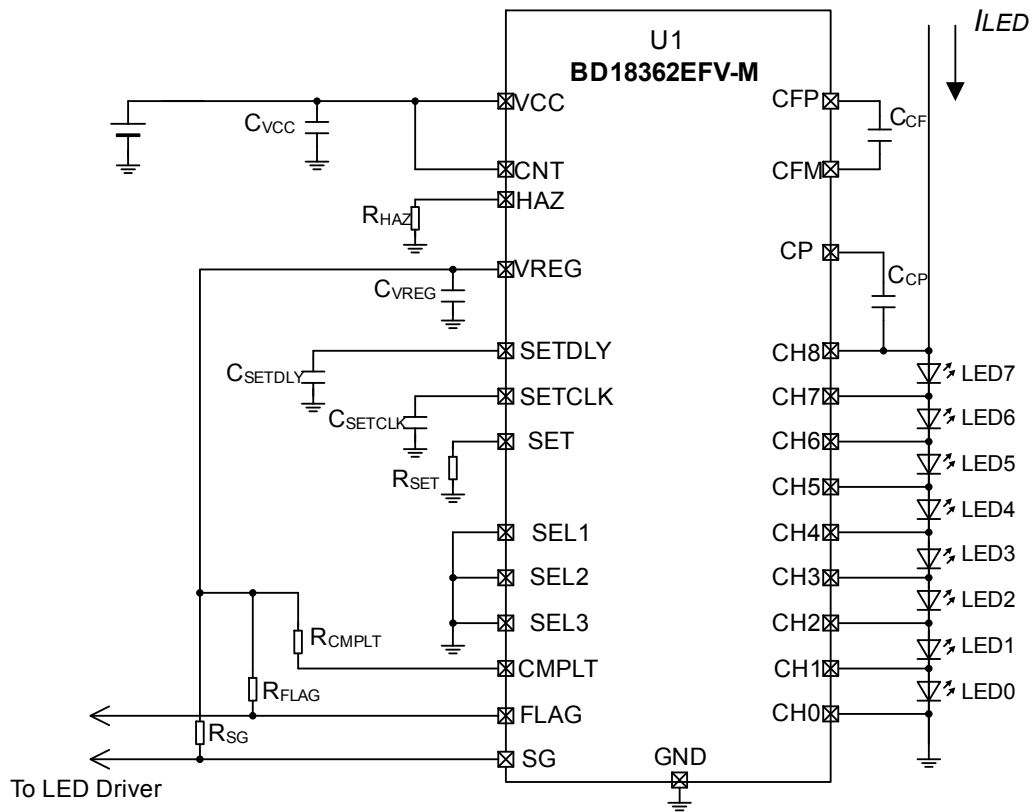 ILED
U1
BD18362EFV-M
VCC
CFP
CVCC
CCF
CNT
CFM
HAZ
RHAZ
CP
VREG
CVREG
CCP
SETDLY
CH8
CSETDLY
LED7
SETCLK
CH7
CSETCLK
LED6
SET
CH6
RSET
LED5
CH5
LED4
SEL1
CH4
LED3
SEL2
CH3
LED2
SEL3
CH2
RCMPLT
LED1
CMPLT
CH1
RFLAG
LED0
FLAG
CH0
RSG
SG
GND
To LED Driver